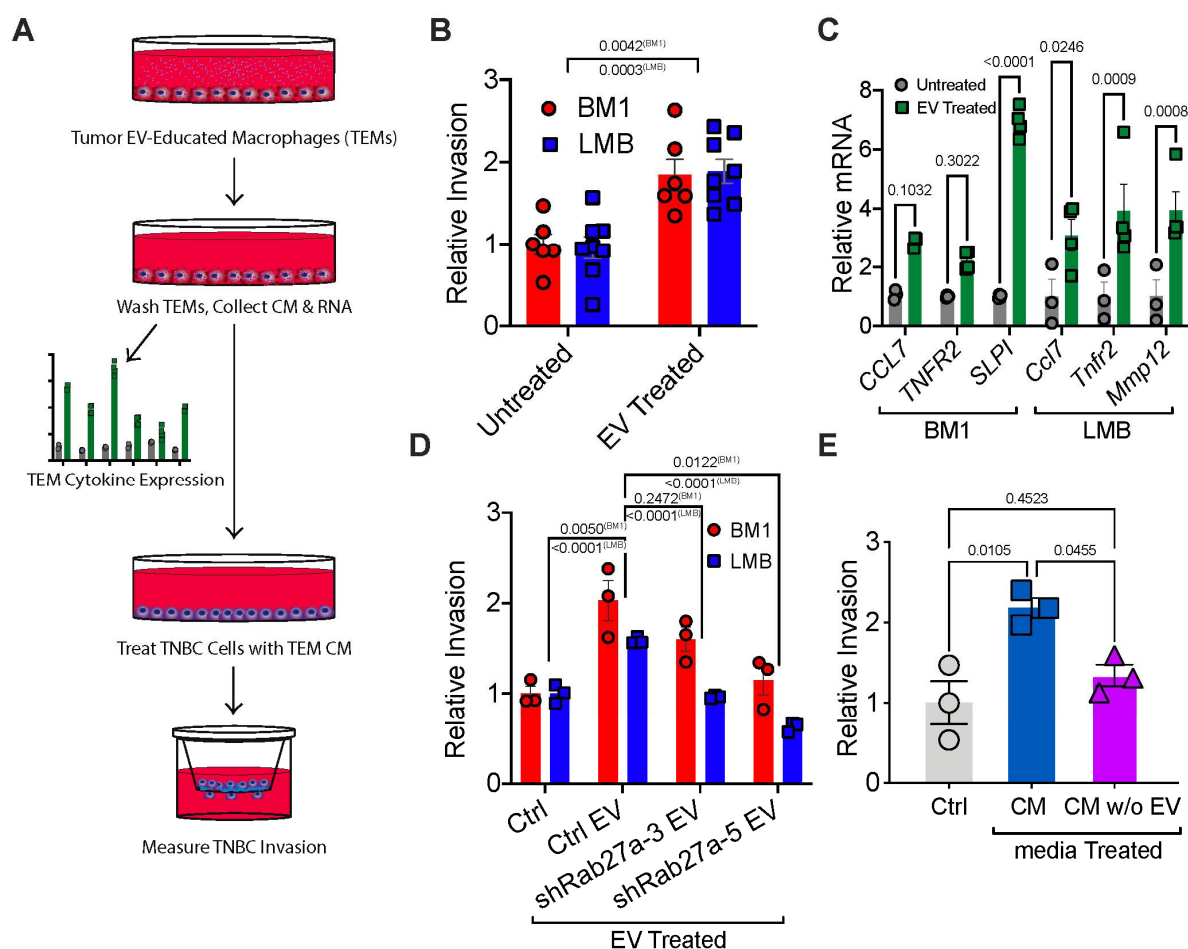 A
Tumor EV-Educated Macrophages (TEMs)
Wash TEMs, Collect CM & RNA
TEM Cytokine Expression
Treat TNBC Cells with TEM CM
Measure TNBC Invasion
B
0.0042(BM1)
0.0003(LMB)
BM1
LMB
Relative Invasion
3
2
1
0
Untreated
EV Treated
C
Untreated
EV Treated
<0.0001
0.0246
0.0009
0.0008
0.1032
0.3022
Relative mRNA
8
6
4
2
0
CCL7
TNFR2
SLPI
Ccl7
Tnfr2
Mmp12
BM1
LMB
D
0.0122(BM1)
<0.0001(LMB)
0.2472(BM1)
<0.0001(LMB)
0.0050(BM1)
<0.0001(LMB)
BM1
LMB
Relative Invasion
3
2
1
0
Ctrl
Ctrl EV
shRab27a-3 EV
shRab27a-5 EV
EV Treated
E
0.4523
0.0105
0.0455
Relative Invasion
3
2
1
0
Ctrl
CM
CM w/o EV
media Treated